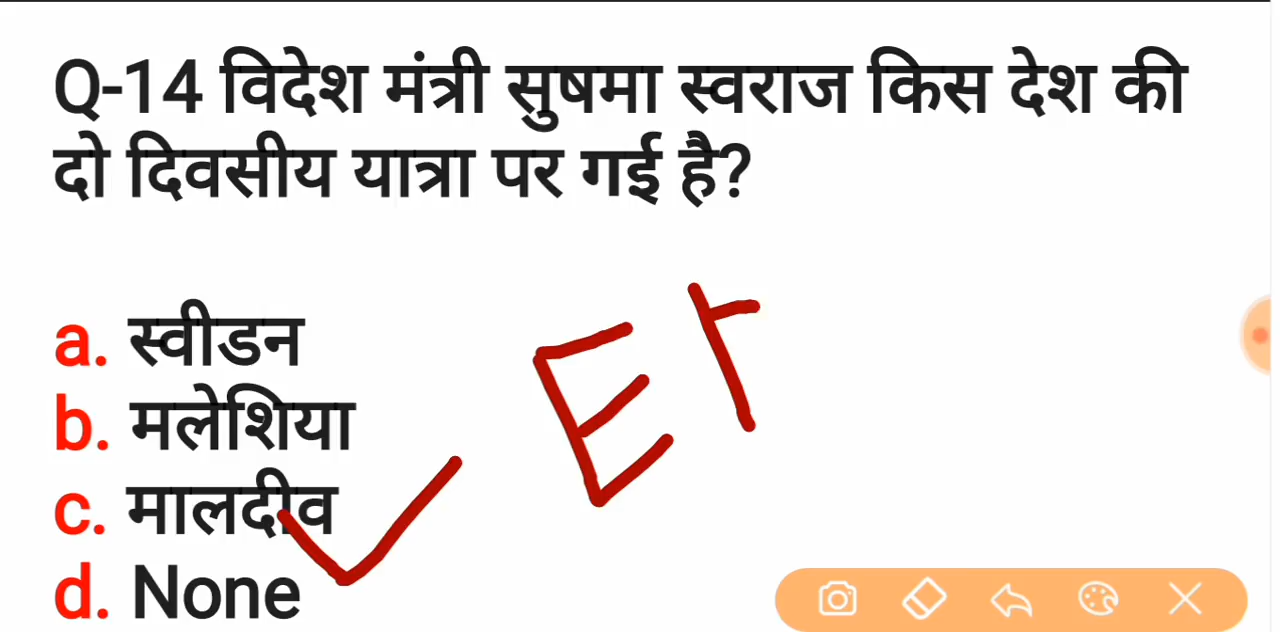 Q-14 विदेश मंत्री सुषमा स्वराज किस देश की
दो दिवसीय यात्रा पर गई है?
a. स्वीडन
b. मलेशिया
c. मालदीव
d. None